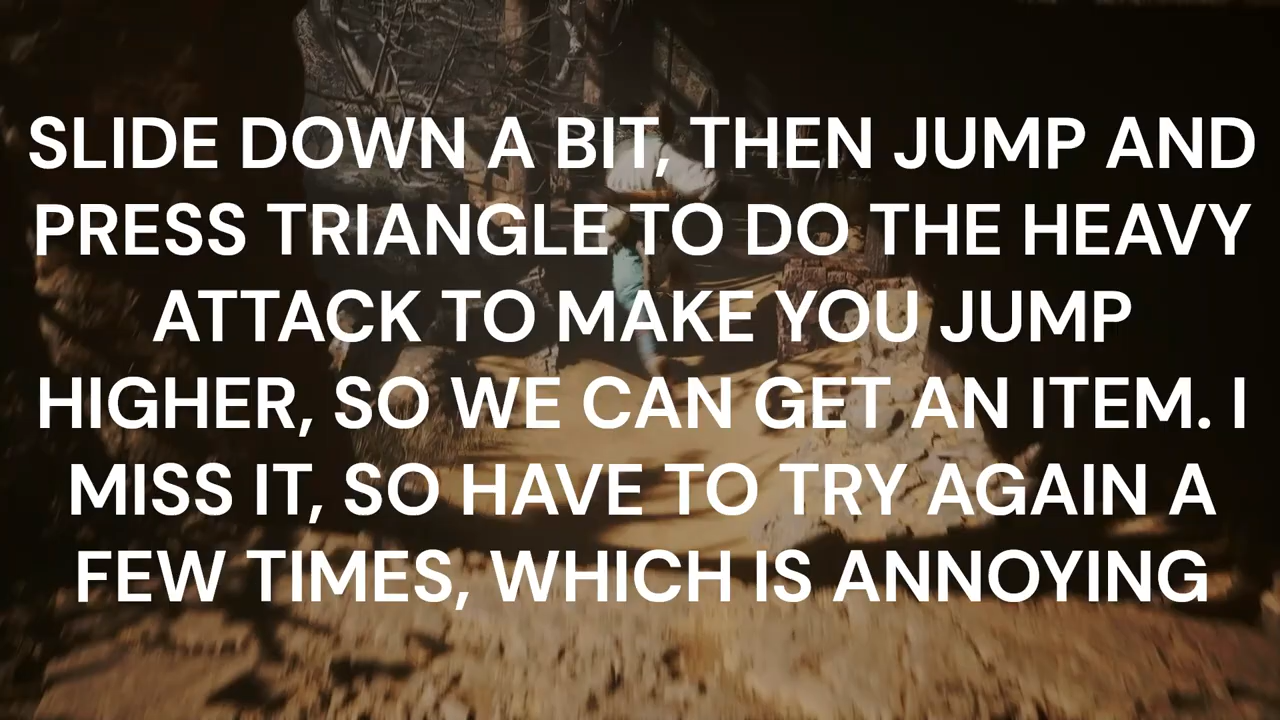 SLIDE DOWN A BIT, THEN JUMP AND
PRESS TRIANGLE TO DO THE HEAVY
ATTACK TO MAKE YOU JUMP
HIGHER, SO WE CAN GET AN ITEM. I
MISS IT, SO HAVE TO TRY AGAIN A
FEW TIMES, WHICH IS ANNOYING